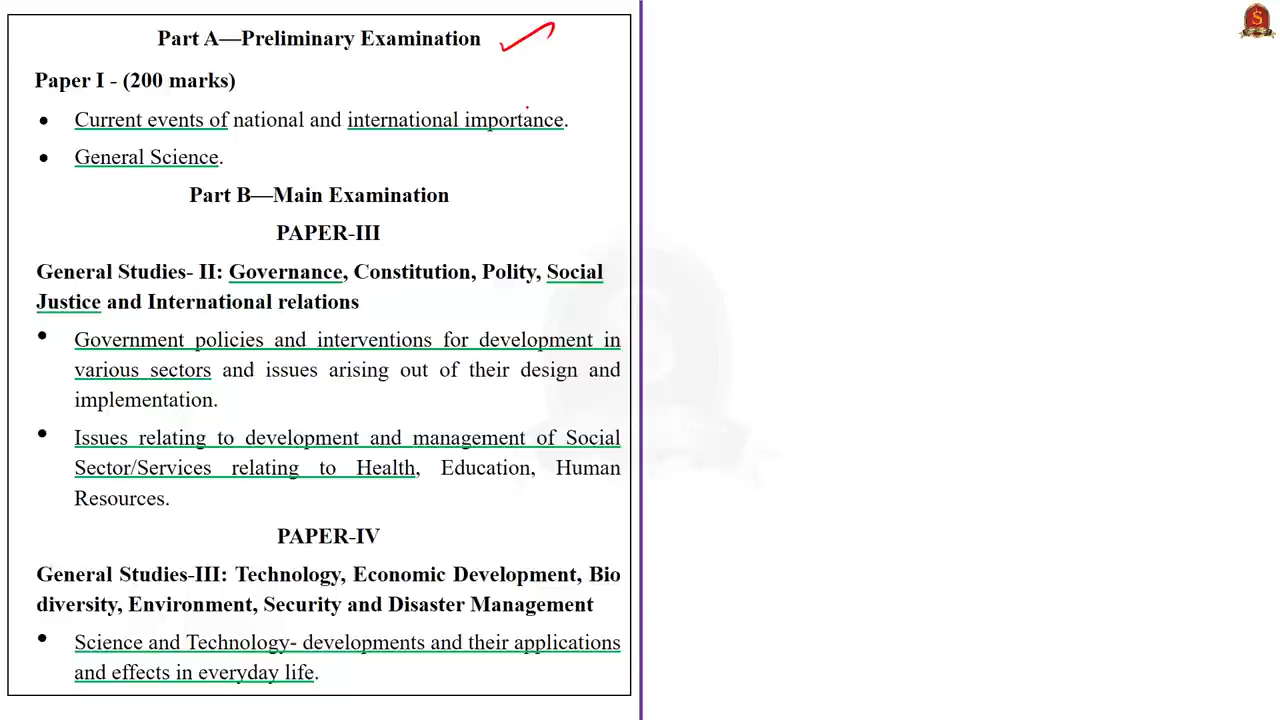 Part A—Preliminary Examination
Paper I - (200 marks)
• Current events of national and international importance.
• General Science.
Part B—Main Examination
PAPER-III
General Studies- II: Governance, Constitution, Polity, Social
Justice and International relations
• Government policies and interventions for development in
various sectors and issues arising out of their design and
implementation.
• Issues relating to development and management of Social
Sector/Services relating to Health, Education, Human
Resources.
PAPER-IV
General Studies-III: Technology, Economic Development, Bio
diversity, Environment, Security and Disaster Management
• Science and Technology- developments and their applications
and effects in everyday life.